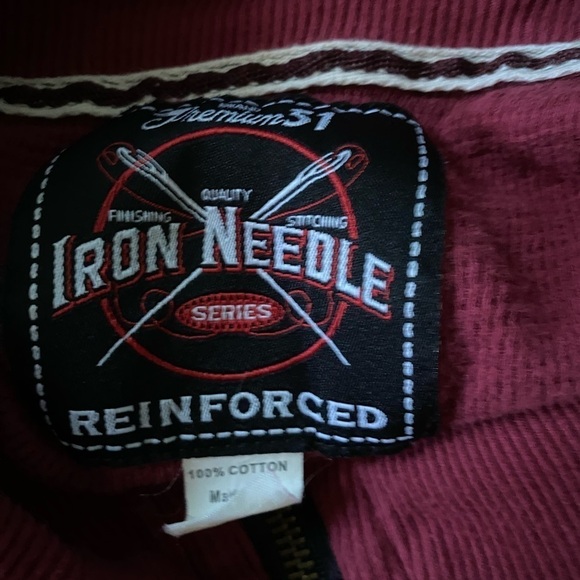 Premium 31
QUALITY
FINISHING STITCHING
IRON NEEDLE
SERIES
REINFORCED
100% COTTON